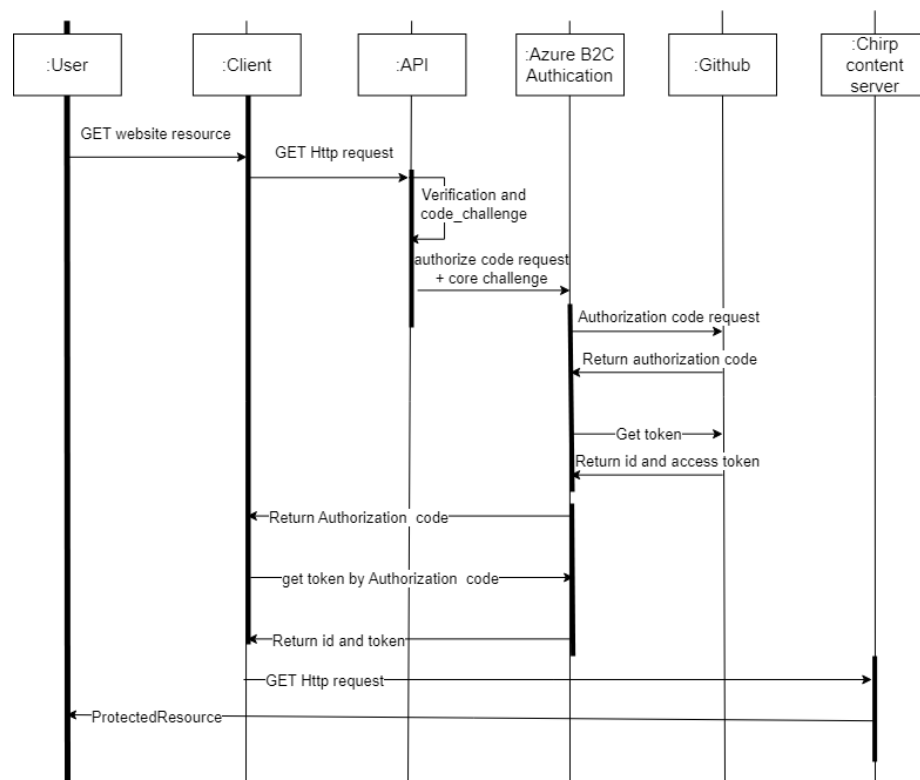 :User
:Client
:API
:Azure B2C
Authication
:Github
:Chirp
content
server
GET website resource
GET Http request
Verification and
code_challenge
authorize code request
+ core challenge
Authorization code request
Return authorization code
Get token
Return id and access token
Return Authorization code
get token by Authorization code
Return id and token
GET Http request
ProtectedResource